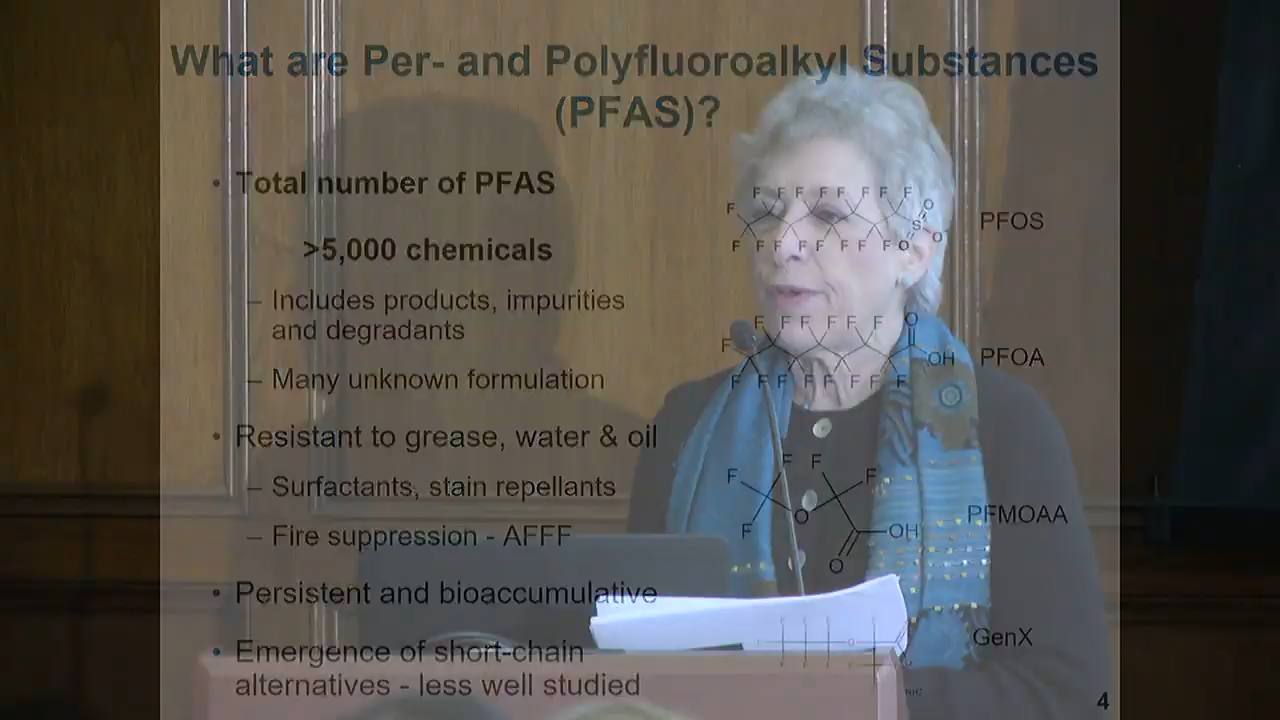 What are Per- and Polyfluoroalkyl Substances
(PFAS)?
• Total number of PFAS
>5,000 chemicals
– Includes products, impurities
and degradants
– Many unknown formulation
• Resistant to grease, water & oil
– Surfactants, stain repellants
– Fire suppression - AFFF
• Persistent and bioaccumulative
• Emergence of short-chain
alternatives - less well studied
F F F F F F F F
F O
S
O
F F F F F F F O
PFOS
F F F F F F O
F
OH
F F F F F F F F
PFOA
F F
F F
O
F
OH
O
PFMOAA
GenX
4